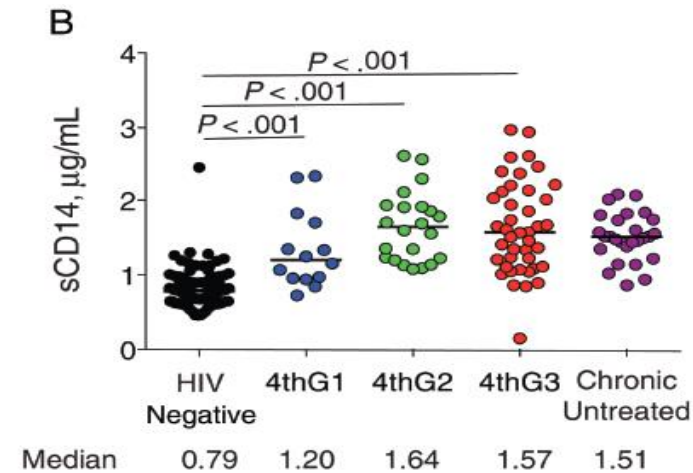 B
sCD14, µg/mL
4
3
2
1
0
P < .001
P < .001
P < .001
HIV Negative
4thG1
4thG2
4thG3
Chronic Untreated
Median 0.79 1.20 1.64 1.57 1.51